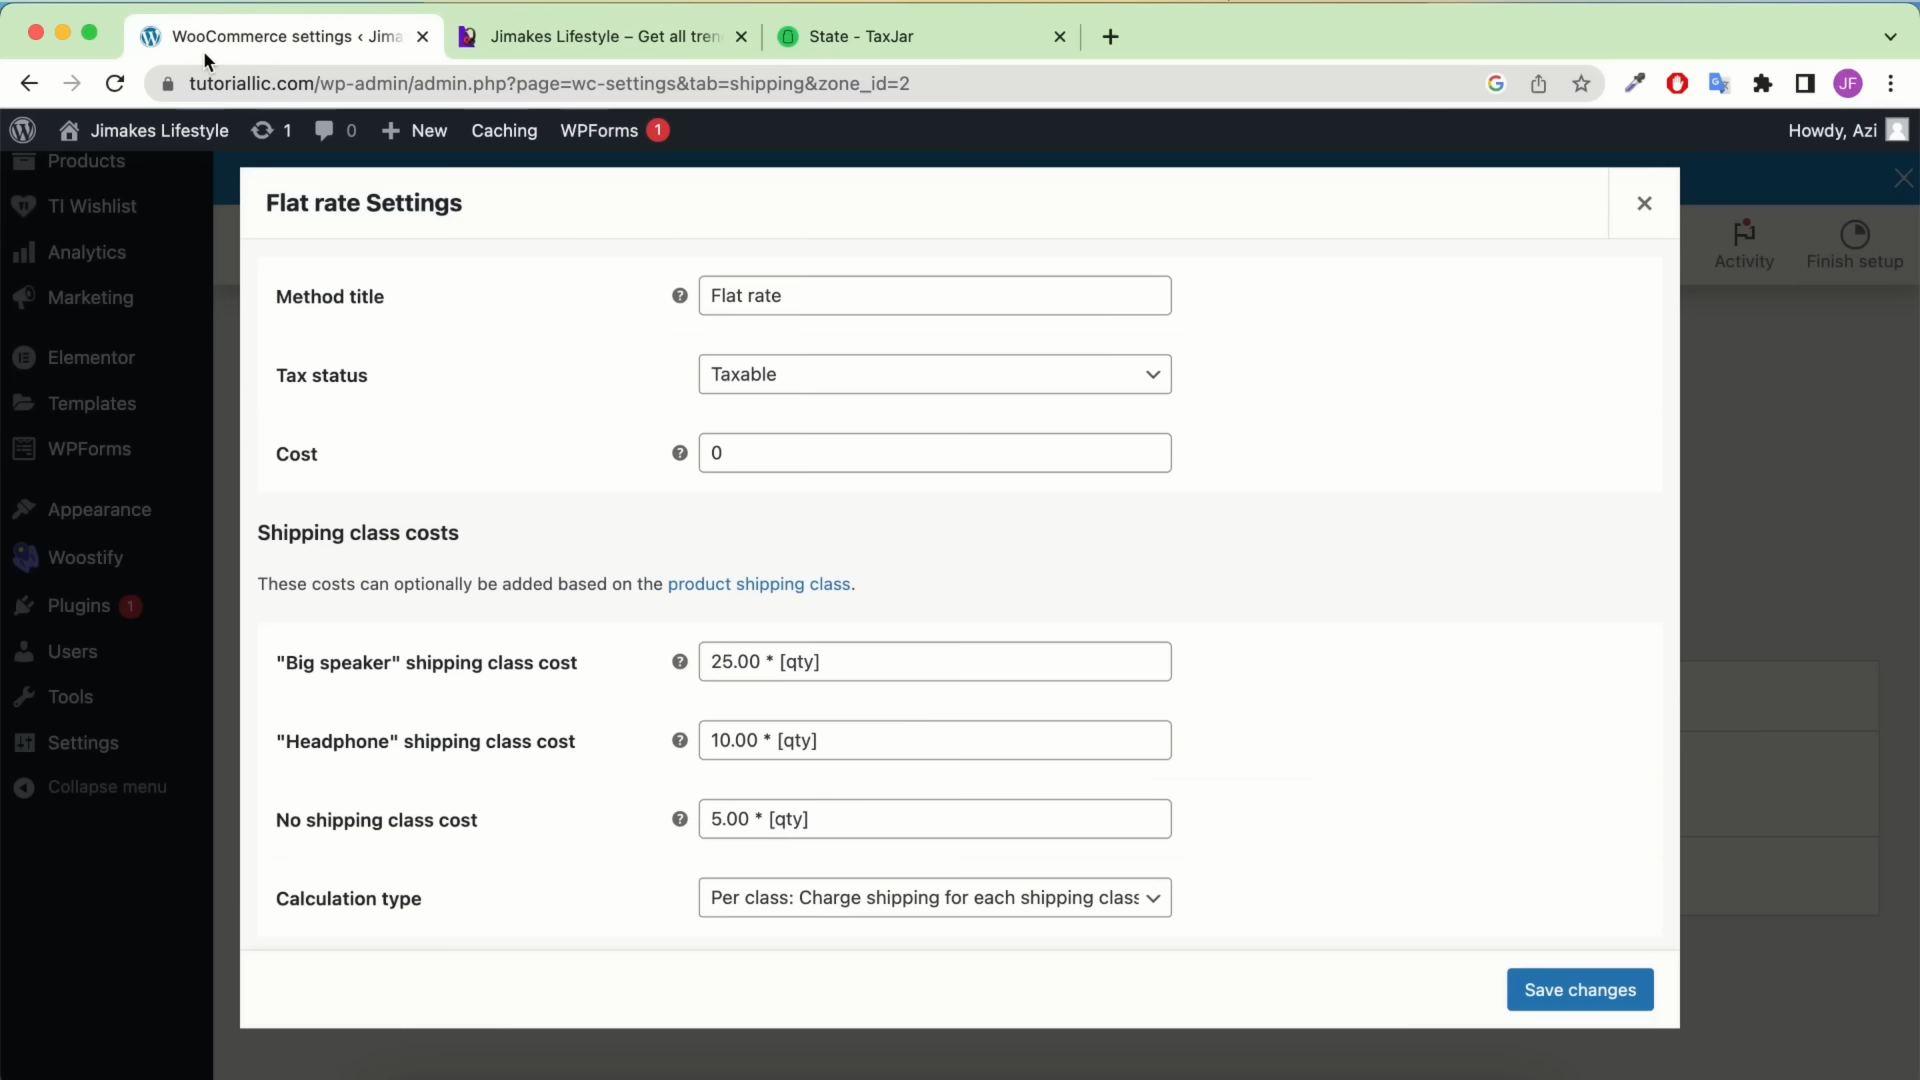 WooCommerce settings ‹ Jima
Jimakes Lifestyle – Get all tren
State - TaxJar
tutoriallic.com/wp-admin/admin.php?page=wc-settings&tab=shipping&zone_id=2
JF
Jimakes Lifestyle
1
0
New
Caching
WPForms
1
Howdy, Azi
Products
TI Wishlist
Analytics
Marketing
Elementor
Templates
WPForms
Appearance
Woostify
Plugins 1
Users
Tools
Settings
Collapse menu
Activity
Finish setup
Flat rate Settings
Method title
Flat rate
Tax status
Taxable
Cost
0
Shipping class costs
These costs can optionally be added based on the product shipping class.
"Big speaker" shipping class cost
25.00 * [qty]
"Headphone" shipping class cost
10.00 * [qty]
No shipping class cost
5.00 * [qty]
Calculation type
Per class: Charge shipping for each shipping class
Save changes